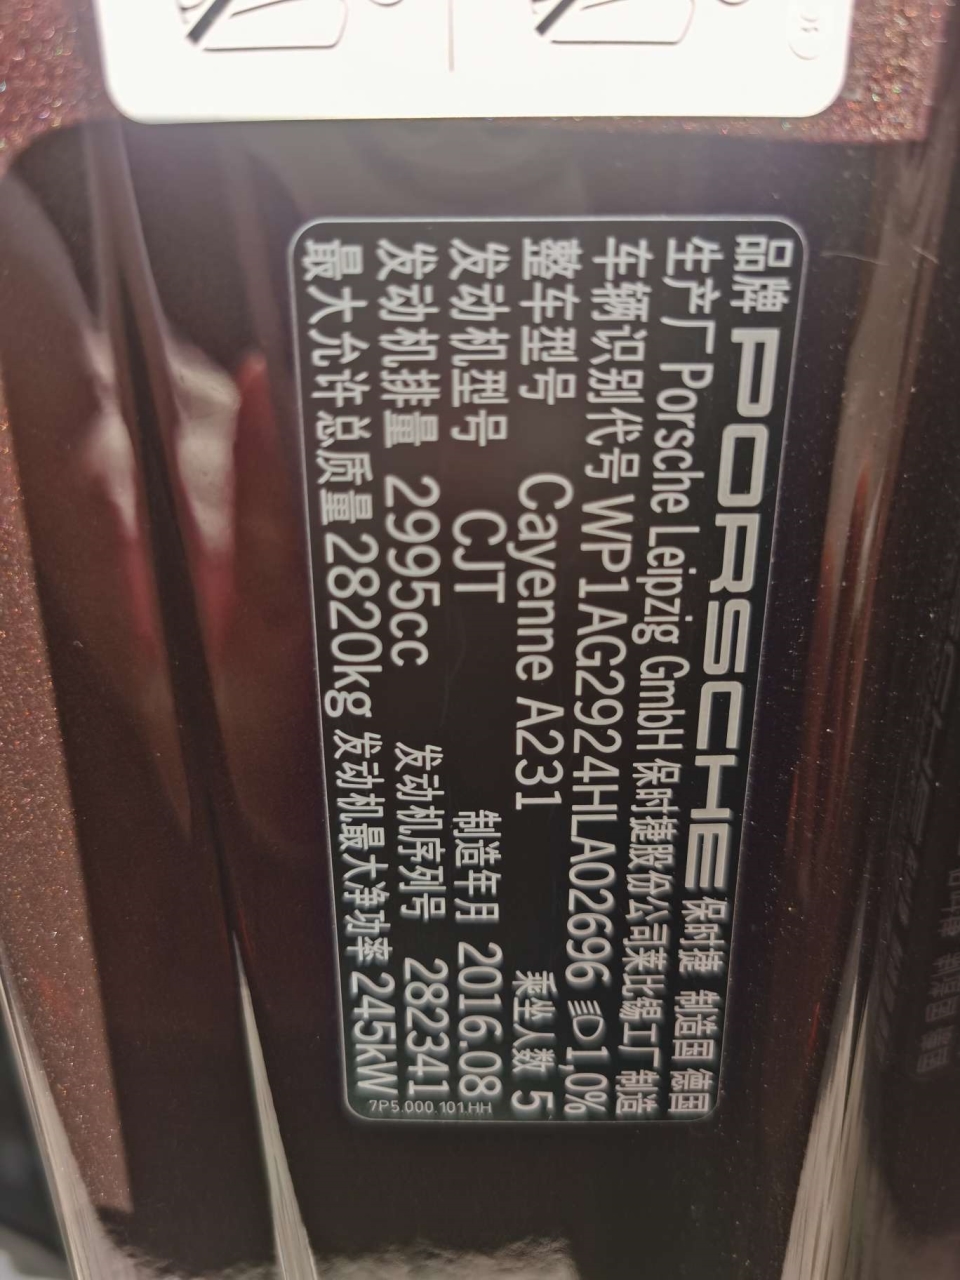 品牌 PORSCHE 保时捷 制造国 德国
生产厂 Porsche Leipzig GmbH 保时捷股份公司莱比锡工厂 制造
车辆识别代号 WP1AG2924HLA02696 1,0%
整车型号 Cayenne A231 乘坐人数 5
发动机型号 CJT 制造年月 2016.08
发动机排量 2995cc 发动机序列号 282341
最大允许总质量 2820kg 发动机最大净功率 245kW
7P5.000.101.HH